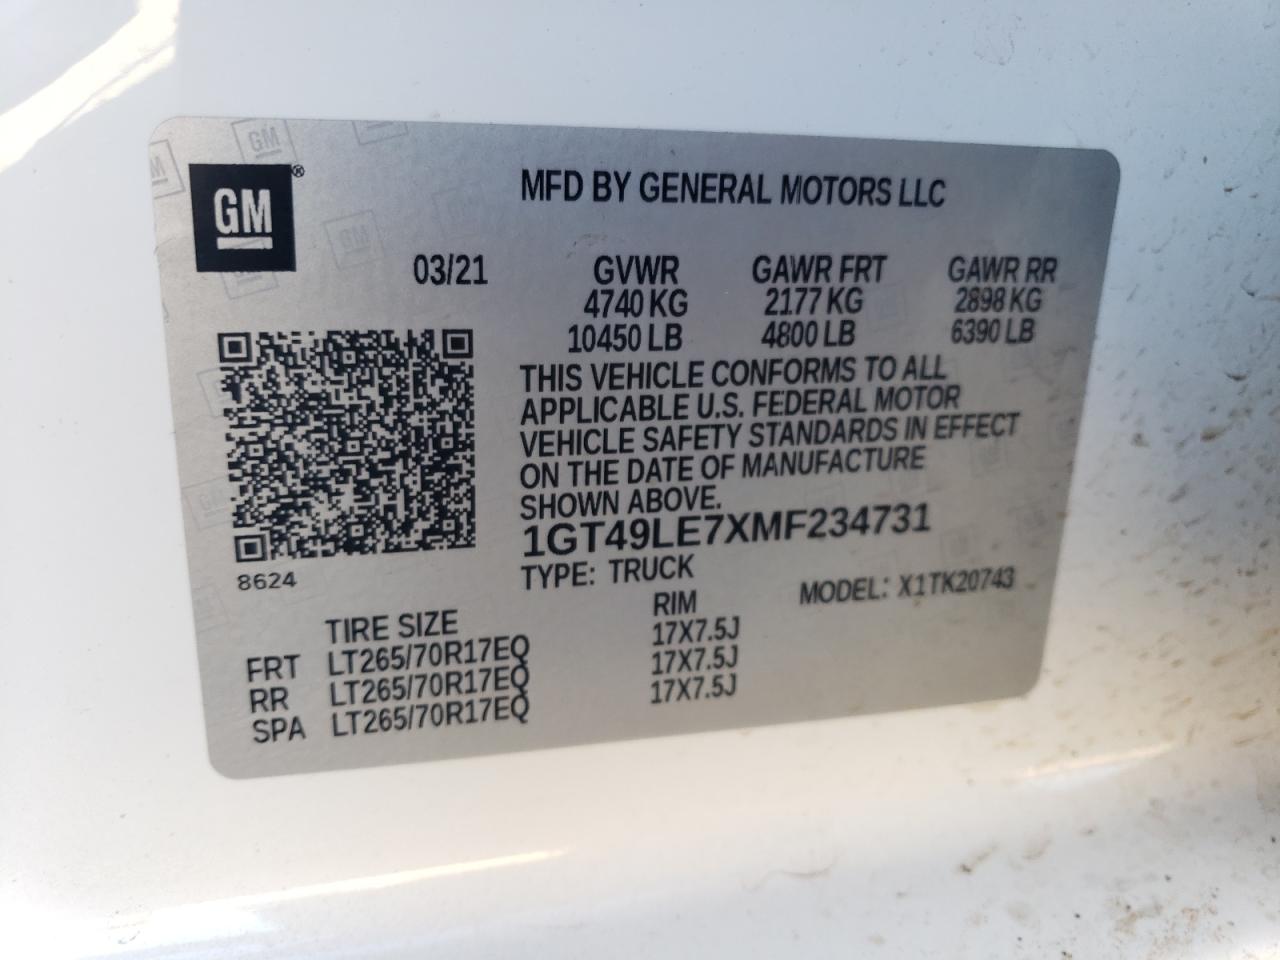 GM®
MFD BY GENERAL MOTORS LLC
03/21 GVWR GAWR FRT GAWR RR
4740 KG 2177 KG 2898 KG
10450 LB 4800 LB 6390 LB
THIS VEHICLE CONFORMS TO ALL
APPLICABLE U.S. FEDERAL MOTOR
VEHICLE SAFETY STANDARDS IN EFFECT
ON THE DATE OF MANUFACTURE
SHOWN ABOVE.
1GT49LE7XMF234731
8624
TYPE: TRUCK MODEL: X1TK20743
TIRE SIZE RIM
FRT LT265/70R17EQ 17X7.5J
RR LT265/70R17EQ 17X7.5J
SPA LT265/70R17EQ 17X7.5J